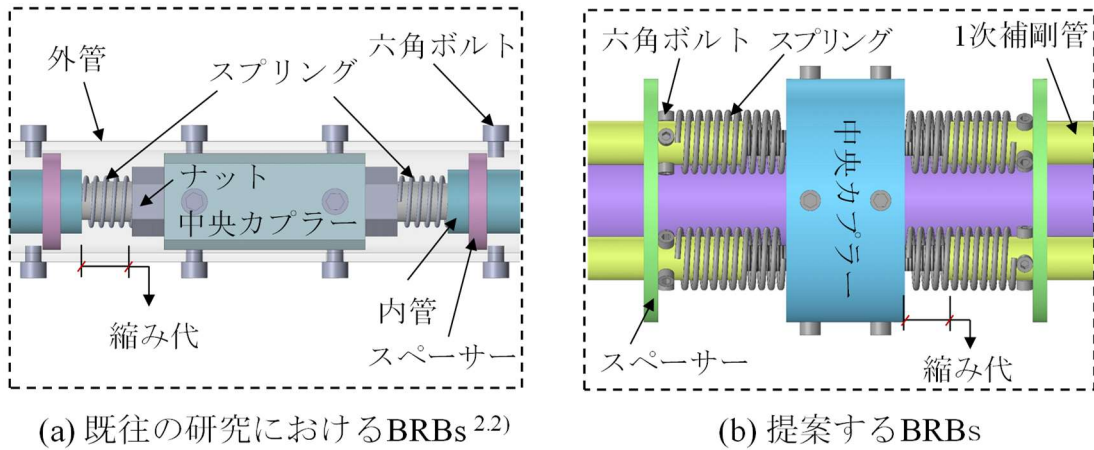 外管
スプリング
六角ボルト
ナット
中央カプラー
縮み代
内管
スペーサー
(a) 既往の研究におけるBRBs 2.2)
六角ボルト
スプリング
1次補剛管
中央カプラー
スペーサー
縮み代
(b) 提案するBRBs